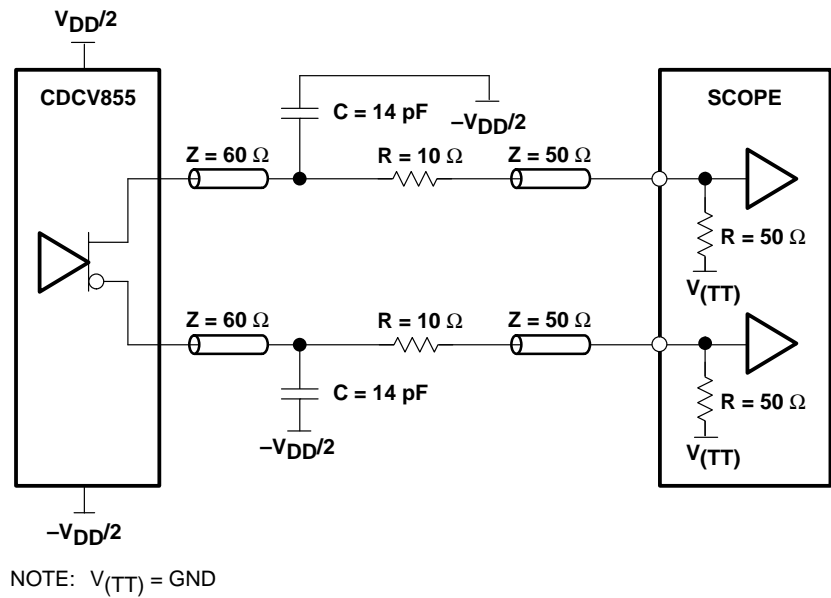 VDD/2
CDCV855
SCOPE
C = 14 pF
–VDD/2
Z = 60 Ω
R = 10 Ω
Z = 50 Ω
R = 50 Ω
V(TT)
Z = 60 Ω
R = 10 Ω
Z = 50 Ω
C = 14 pF
R = 50 Ω
–VDD/2
V(TT)
–VDD/2
NOTE: V(TT) = GND